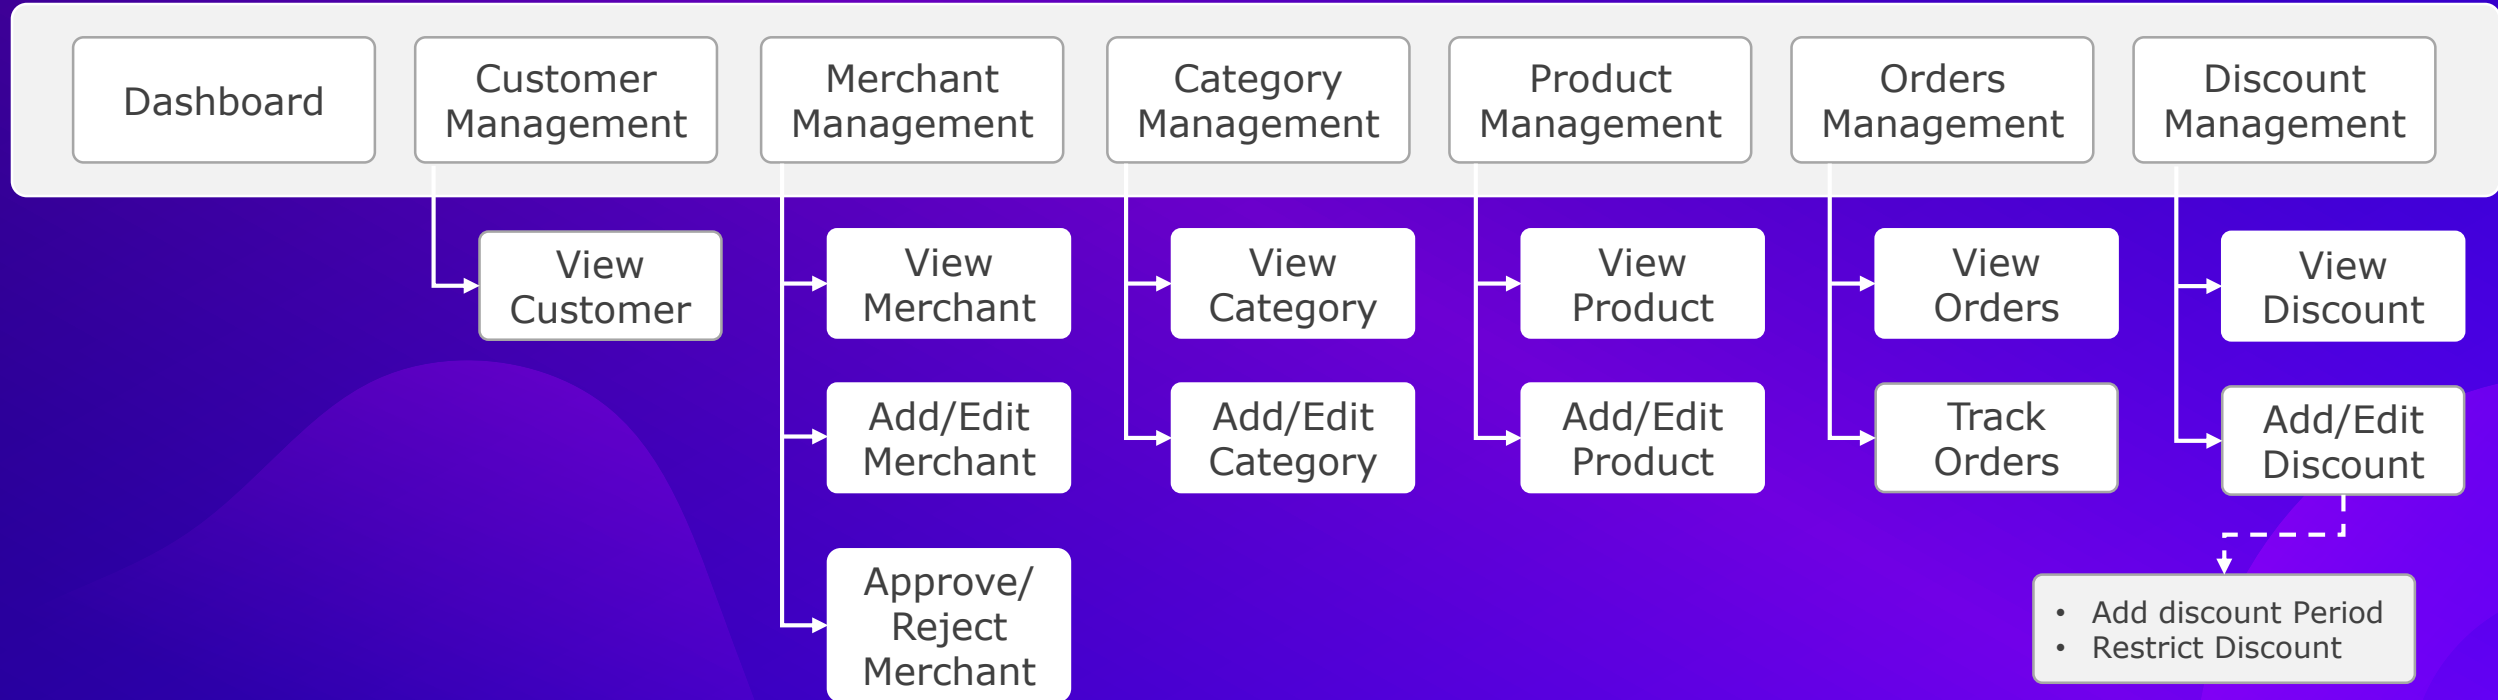 Dashboard
Customer
Management
Merchant
Management
Category
Management
Product
Management
Orders
Management
Discount
Management
View
Customer
View
Merchant
View
Category
View
Product
View
Orders
View
Discount
Add/Edit
Merchant
Add/Edit
Category
Add/Edit
Product
Track
Orders
Add/Edit
Discount
Approve/
Reject
Merchant
• Add discount Period
• Restrict Discount